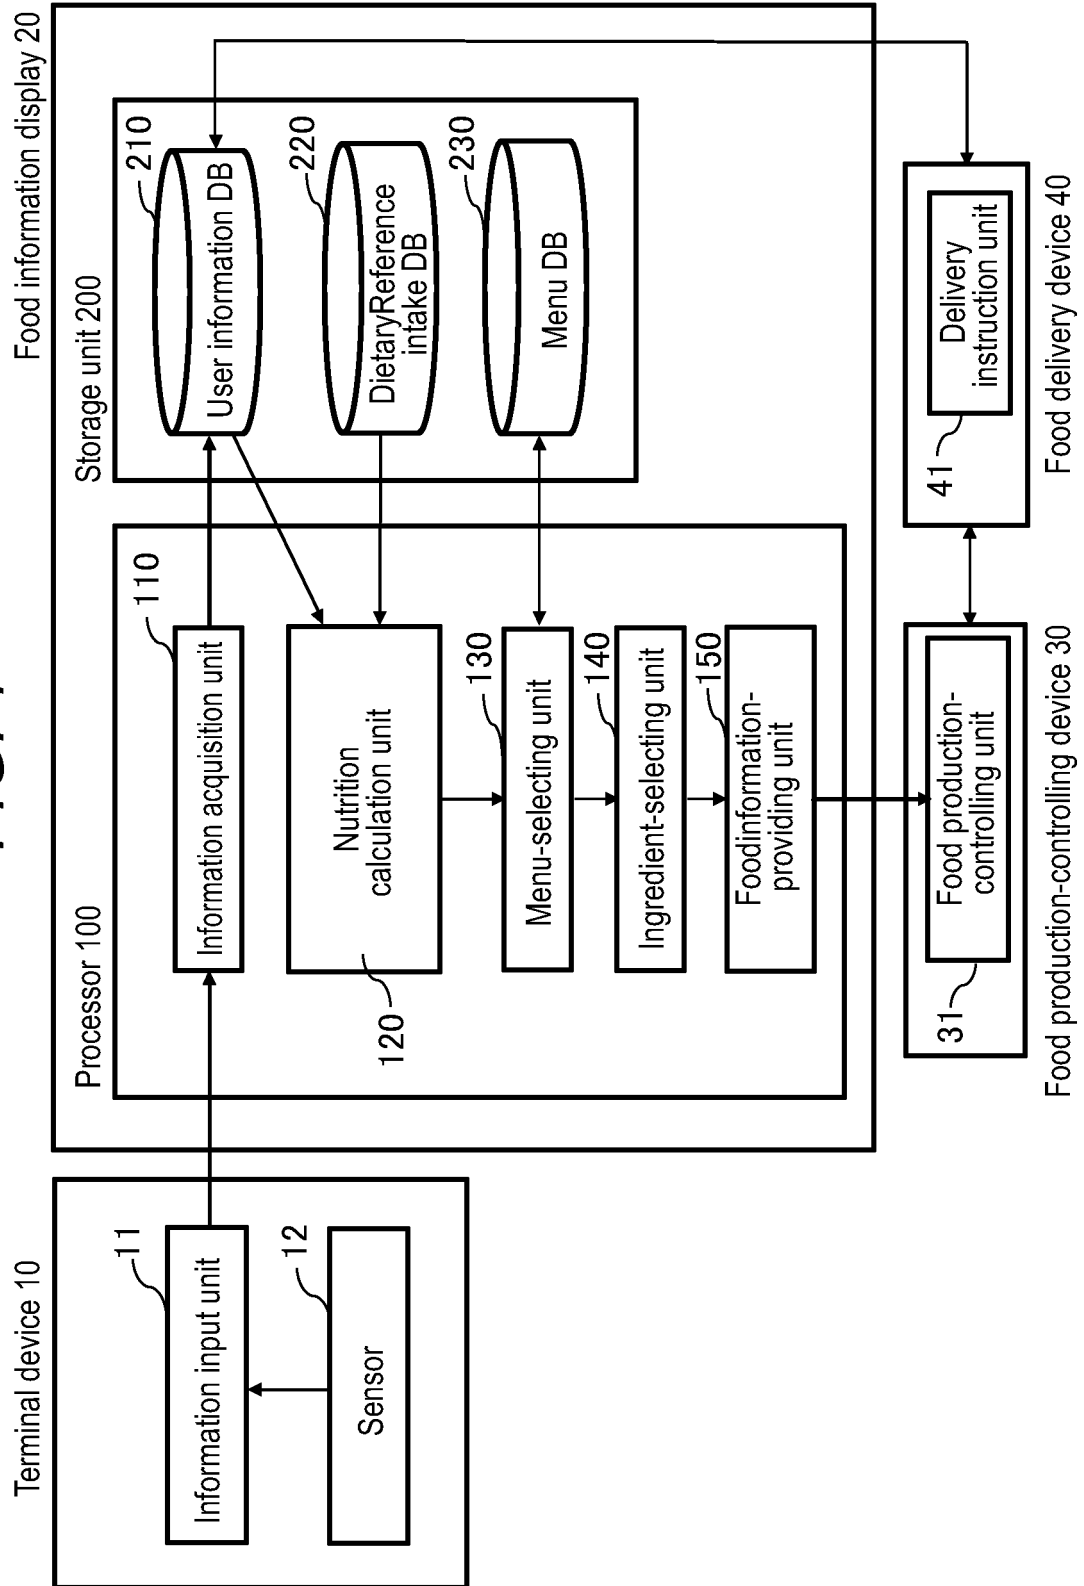 Terminal device 10
11
Information input unit
12
Sensor
Food information display 20
Processor 100
110
Information acquisition unit
Nutrition
calculation unit
120
130
Menu-selecting unit
140
Ingredient-selecting unit
150
Foodinformation-
providing unit
Storage unit 200
210
User information DB
220
DietaryReference
intake DB
230
Menu DB
31
Food production-
controlling unit
Food production-controlling device 30
41
Delivery
instruction unit
Food delivery device 40